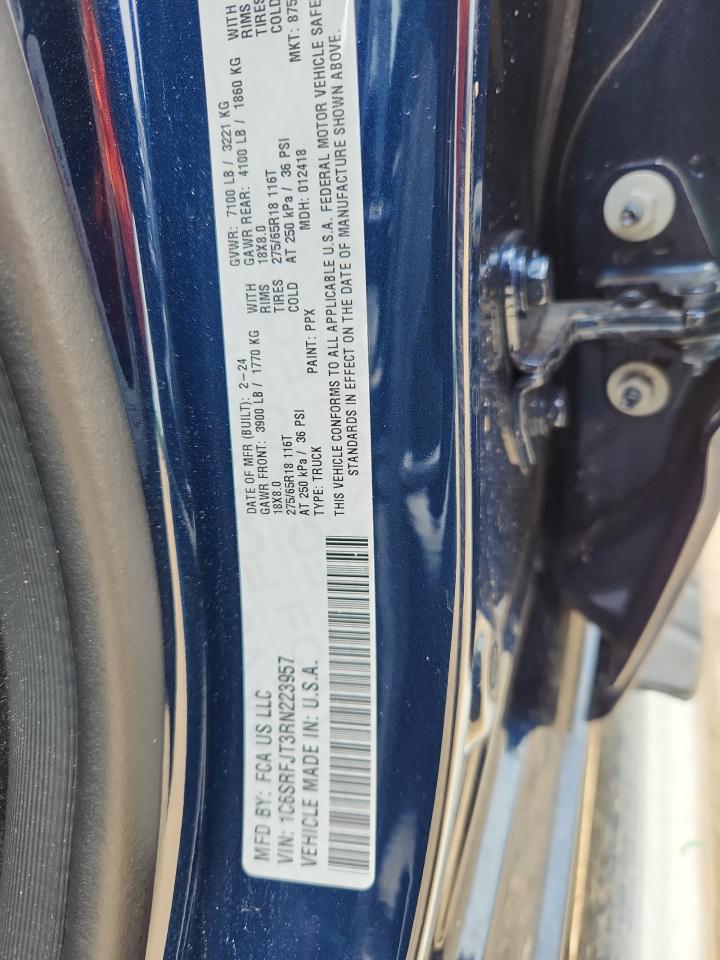 MFD BY: FCA US LLC
VIN: 1C6SRFJT3RN223957
VEHICLE MADE IN: U.S.A.
DATE OF MFR (BUILT): 2-24 GVWR: 7100 LB / 3221 KG
GAWR FRONT: 3900 LB / 1770 KG WITH GAWR REAR: 4100 LB / 1860 KG WITH
18X8.0 RIMS 18X8.0 RIMS
275/65R18 116T TIRES 275/65R18 116T TIRES
AT 250 kPa / 36 PSI COLD AT 250 kPa / 36 PSI COLD
TYPE: TRUCK PAINT: PPX MDH: 012418 MKT:
THIS VEHICLE CONFORMS TO ALL APPLICABLE U.S.A. FEDERAL MOTOR VEHICLE
STANDARDS IN EFFECT ON THE DATE OF MANUFACTURE SHOWN ABOVE.